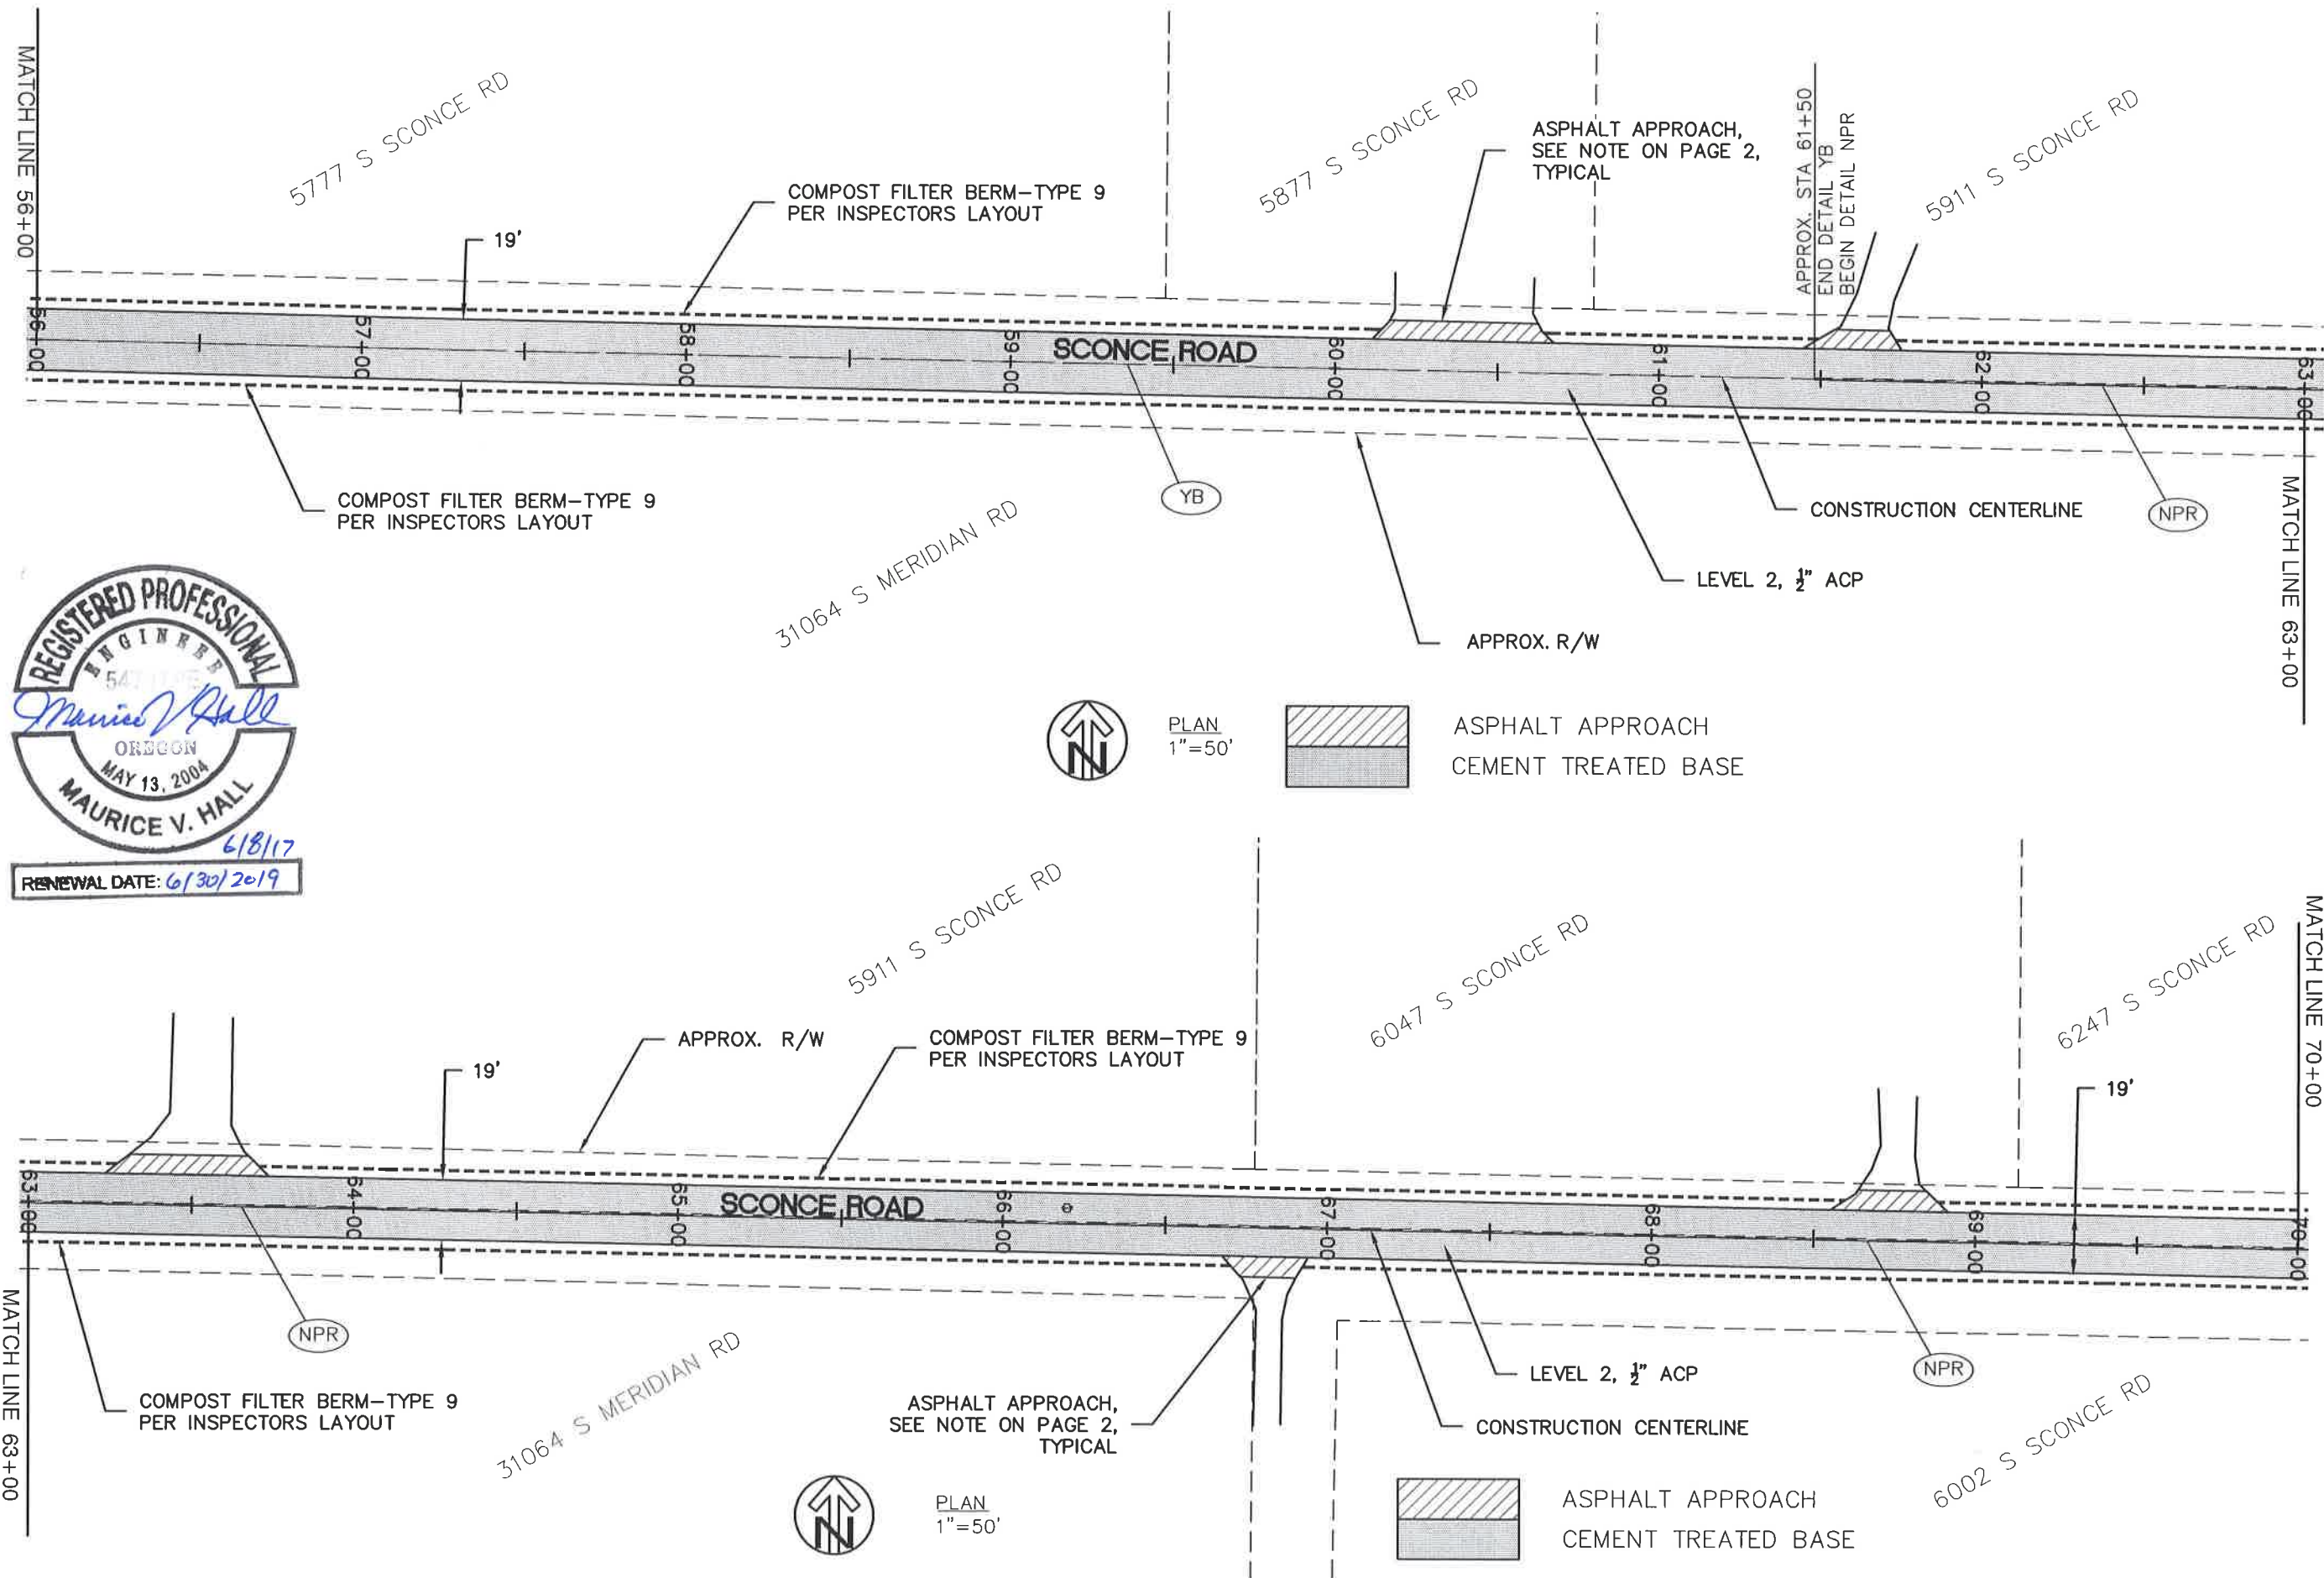 MATCH LINE 56+00
5777 S SCONCE RD
19'
COMPOST FILTER BERM-TYPE 9
PER INSPECTORS LAYOUT
5877 S SCONCE RD
ASPHALT APPROACH,
SEE NOTE ON PAGE 2,
TYPICAL
APPROX. STA 61+50
END DETAIL YB
BEGIN DETAIL NPR
5911 S SCONCE RD
56+00
57+00
58+00
59+00
SCONCE ROAD
60+00
61+00
62+00
63+00
COMPOST FILTER BERM-TYPE 9
PER INSPECTORS LAYOUT
31064 S MERIDIAN RD
YB
CONSTRUCTION CENTERLINE
NPR
LEVEL 2, ½" ACP
APPROX. R/W
MATCH LINE 63+00
REGISTERED PROFESSIONAL
ENGINEER
Maurice V Hall
OREGON
MAY 13, 2004
MAURICE V. HALL
6/8/17
RENEWAL DATE: 6/30/2019
N
PLAN
1"=50'
ASPHALT APPROACH
CEMENT TREATED BASE
5911 S SCONCE RD
6047 S SCONCE RD
6247 S SCONCE RD
MATCH LINE 70+00
APPROX. R/W
COMPOST FILTER BERM-TYPE 9
PER INSPECTORS LAYOUT
19'
19'
63+00
64+00
65+00
SCONCE ROAD
66+00
67+00
68+00
69+00
70+00
MATCH LINE 63+00
NPR
COMPOST FILTER BERM-TYPE 9
PER INSPECTORS LAYOUT
31064 S MERIDIAN RD
ASPHALT APPROACH,
SEE NOTE ON PAGE 2,
TYPICAL
LEVEL 2, ½" ACP
CONSTRUCTION CENTERLINE
NPR
6002 S SCONCE RD
N
PLAN
1"=50'
ASPHALT APPROACH
CEMENT TREATED BASE